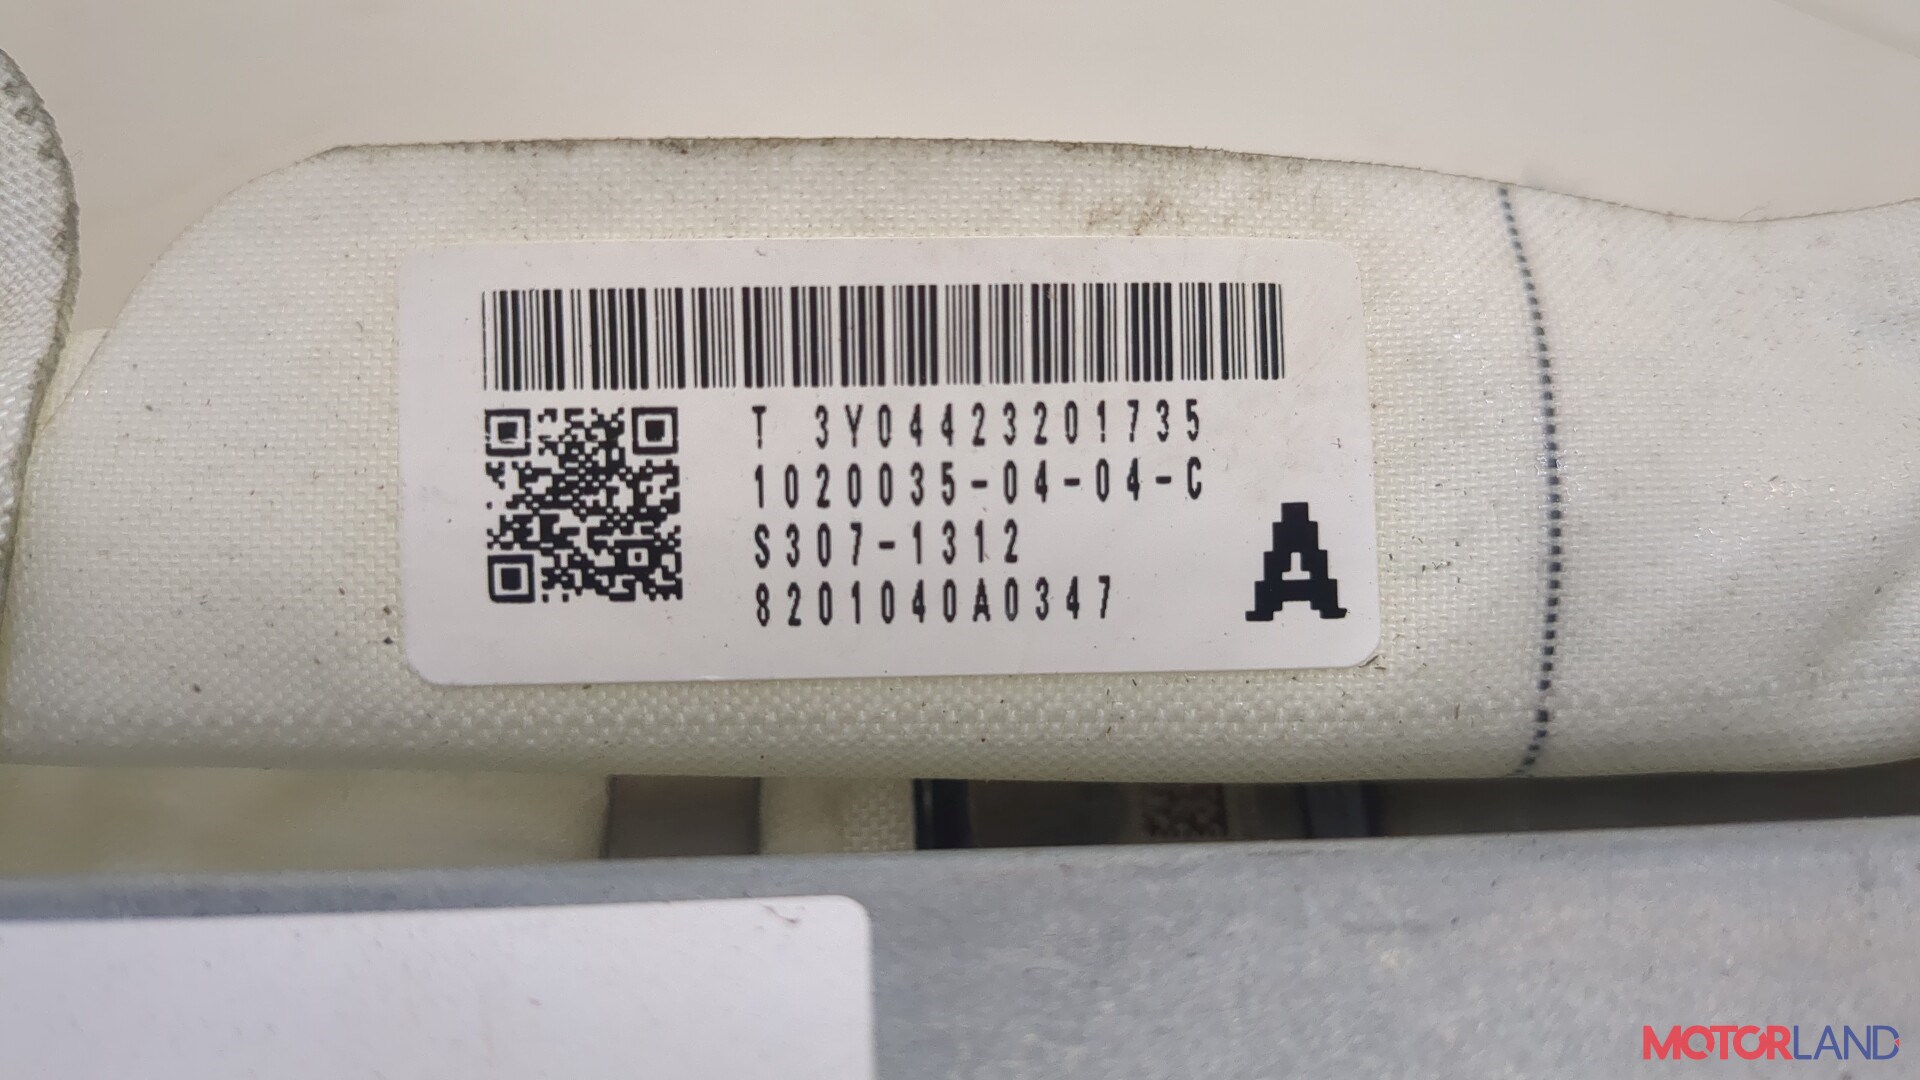 T 3Y04423201735
1020035-04-04-C
S307-1312
8201040A0347
A
MOTORLAND